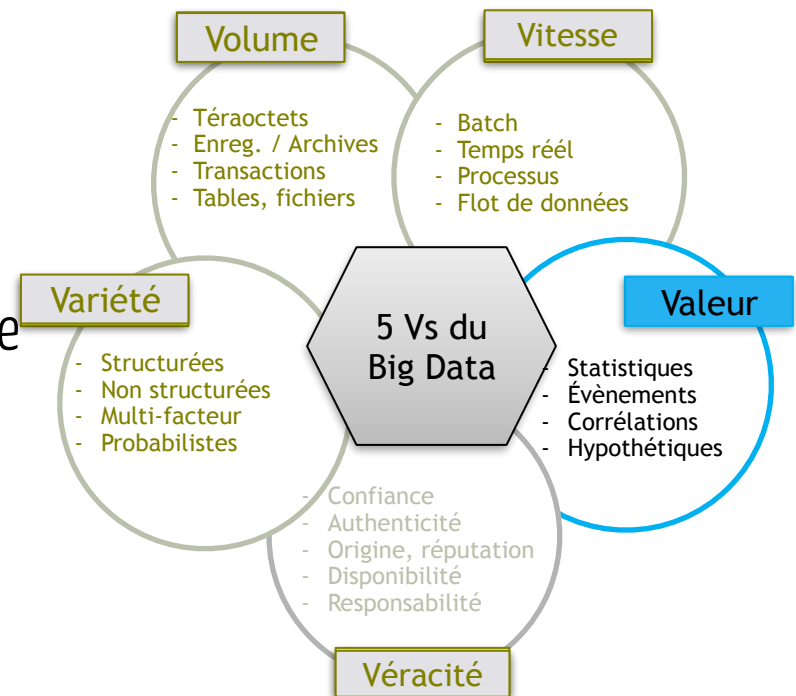 Volume
- Téraoctets
- Enreg. / Archives
- Transactions
- Tables, fichiers
Vitesse
- Batch
- Temps réél
- Processus
- Flot de données
Variété
e
- Structurées
- Non structurées
- Multi-facteur
- Probabilistes
5 Vs du
Big Data
Valeur
- Statistiques
- Évènements
- Corrélations
- Hypothétiques
- Confiance
- Authenticité
- Origine, réputation
- Disponibilité
- Responsabilité
Véracité